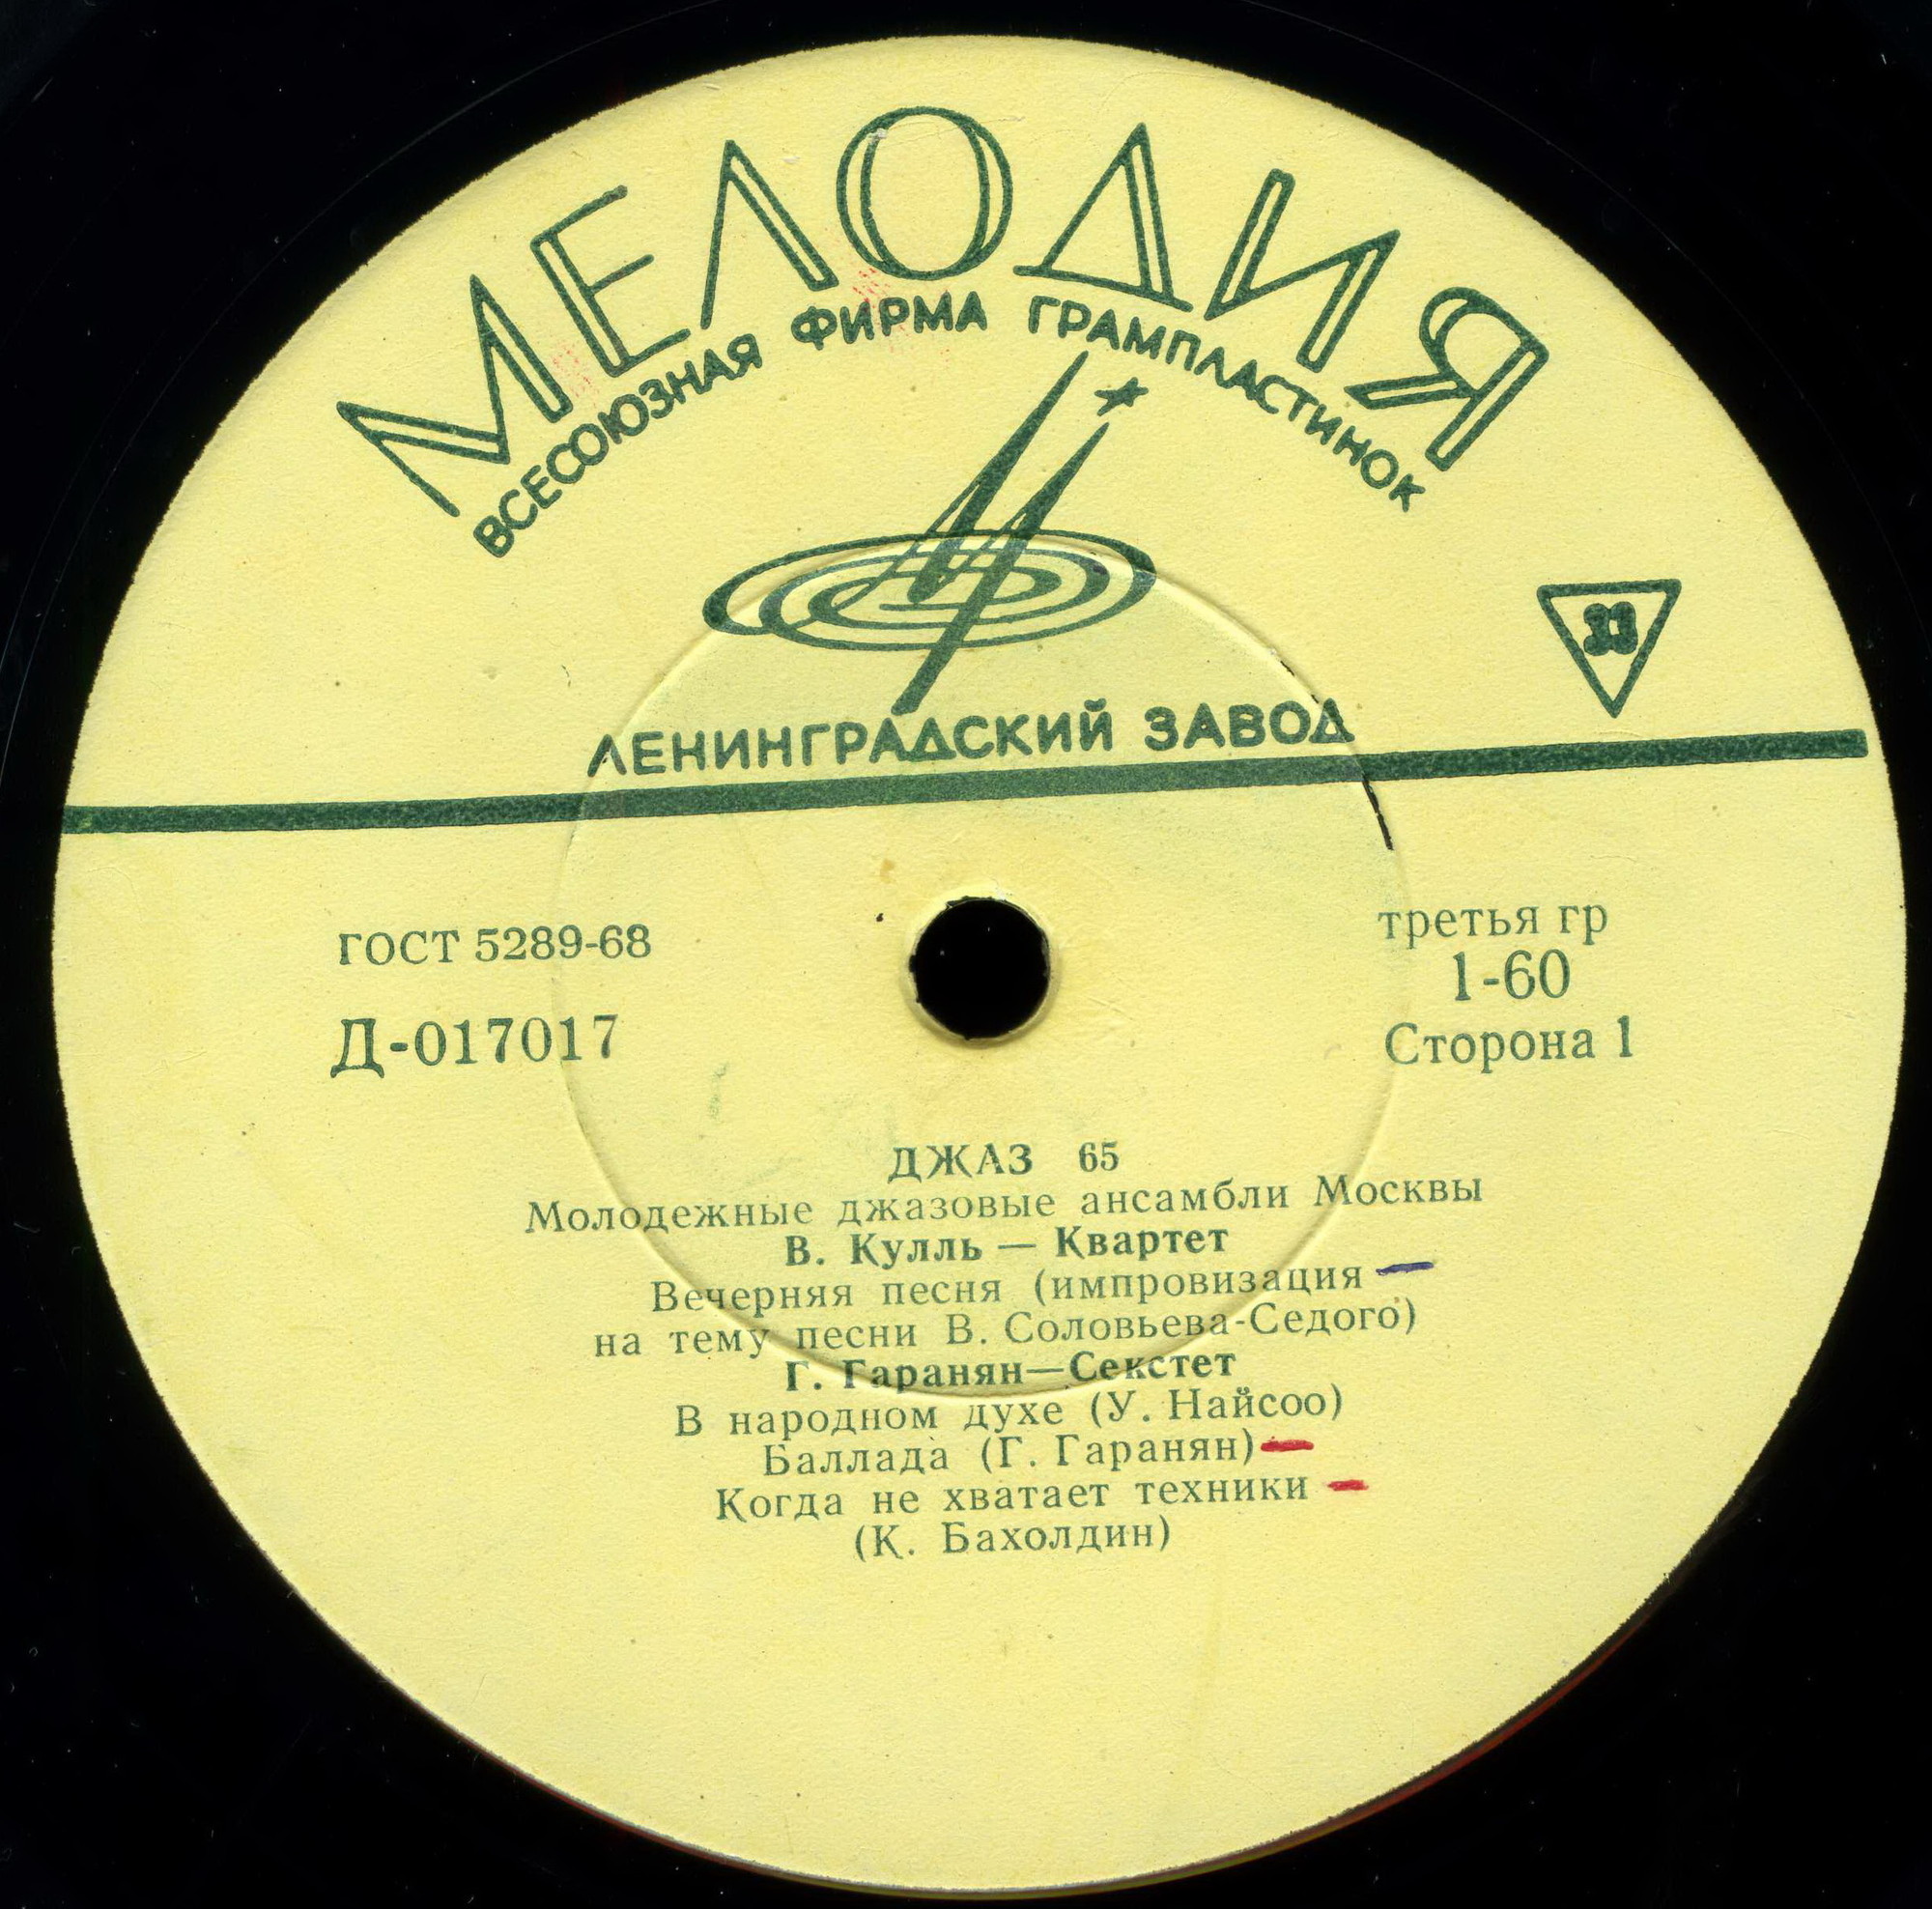 МЕЛОДИЯ
ВСЕСОЮЗНАЯ ФИРМА ГРАМПЛАСТИНОК
33
ЛЕНИНГРАДСКИЙ ЗАВОД
ГОСТ 5289-68
Д-017017
третья гр
1-60
Сторона 1
ДЖАЗ 65
Молодежные джазовые ансамбли Москвы
В. Кулль — Квартет
Вечерняя песня (импровизация
на тему песни В. Соловьева-Седого)
Г. Гаранян—Секстет
В народном духе (У. Найсоо)
Баллада (Г. Гаранян)
Когда не хватает техники
(К. Бахолдин)